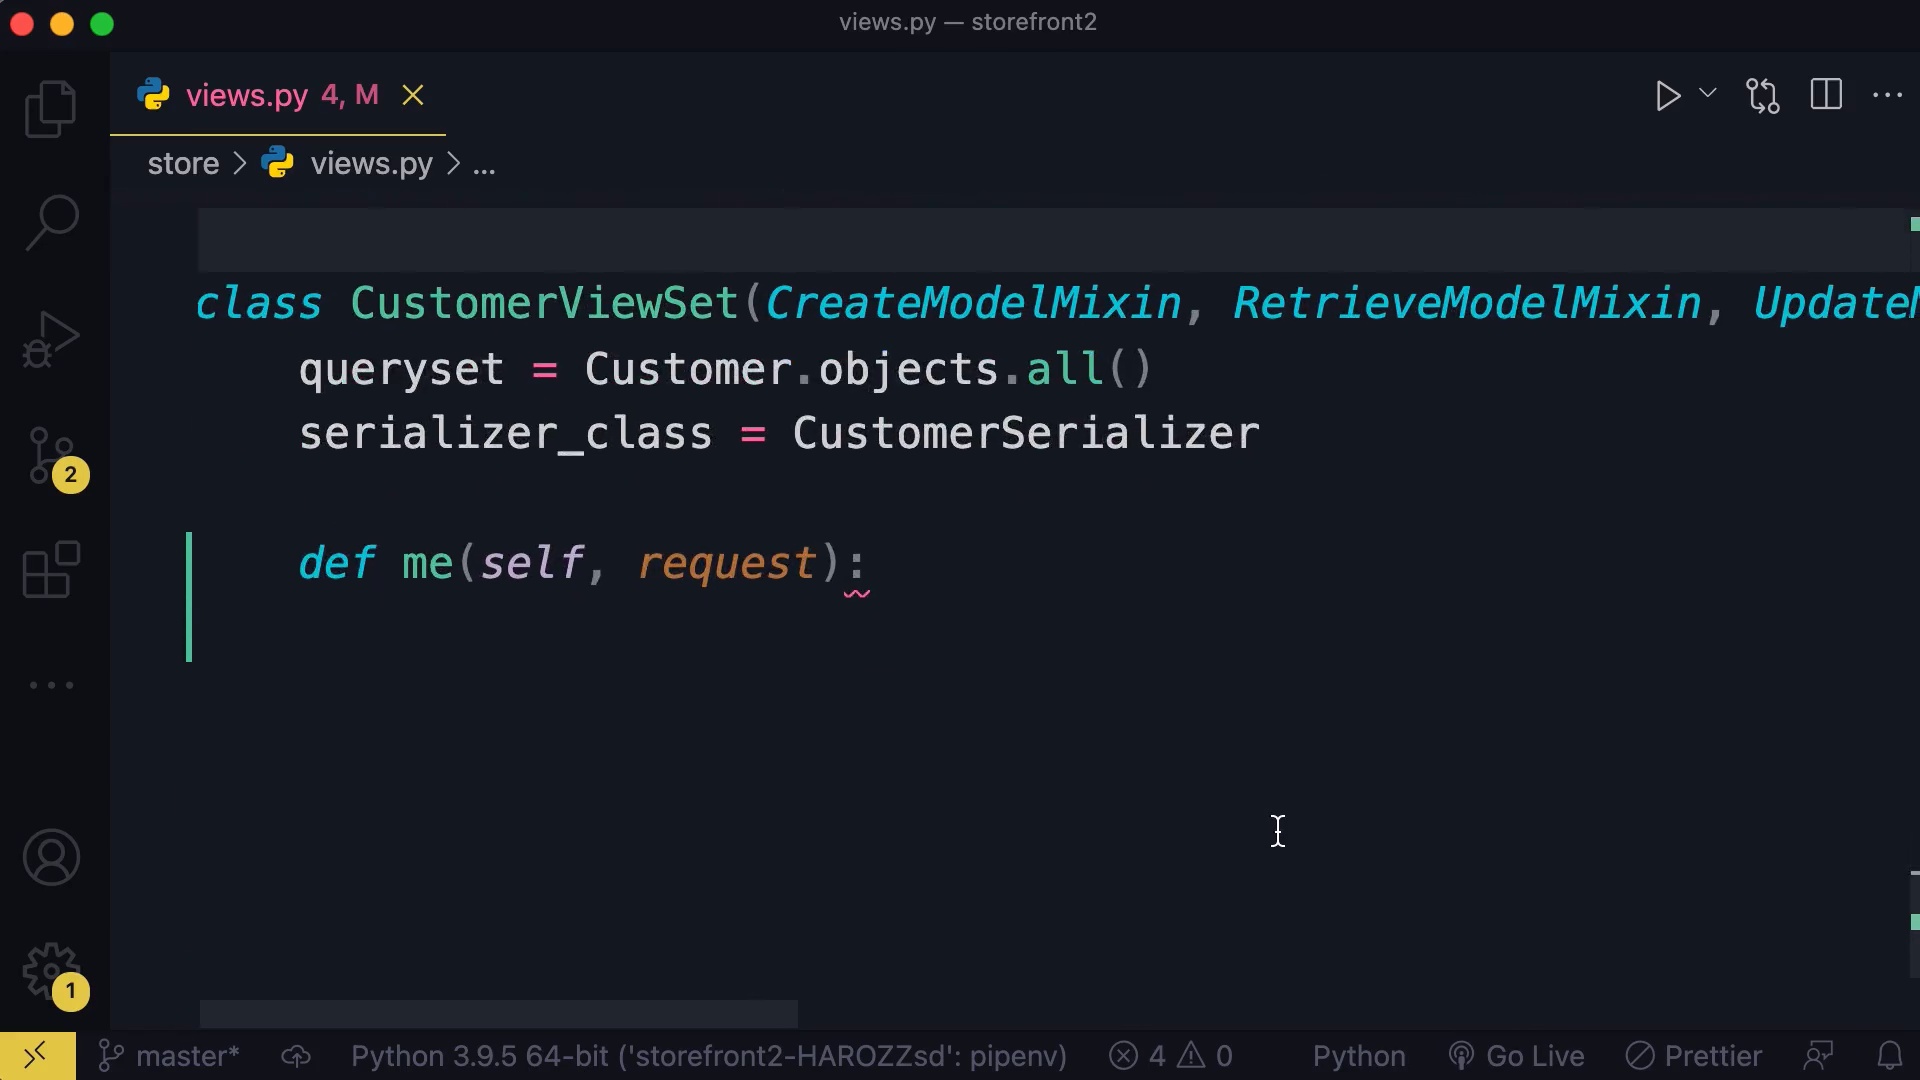 views.py — storefront2
views.py 4, M
store > views.py > ...
class CustomerViewSet(CreateModelMixin, RetrieveModelMixin, UpdateM
queryset = Customer.objects.all()
serializer_class = CustomerSerializer
def me(self, request):
2
1
master* Python 3.9.5 64-bit ('storefront2-HAROZZsd': pipenv) 4 0 Python Go Live Prettier